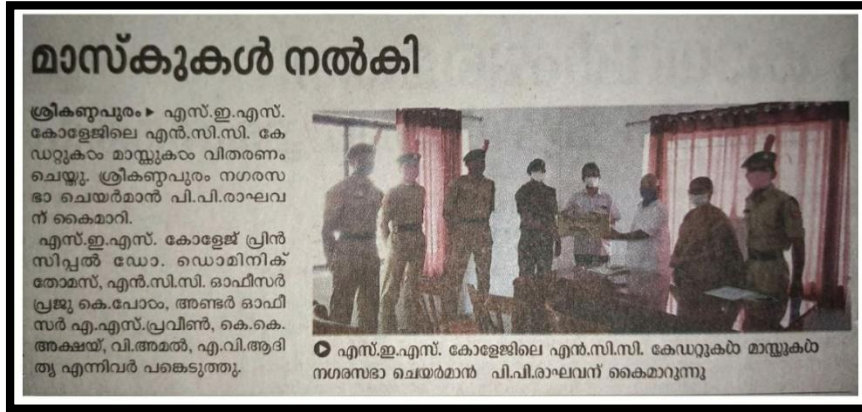 മാസ്കുകൾ നൽകി
ശ്രീകണ്ഠപുരം ▸ എസ്.ഇ.എസ്.
കോളേജിലെ എൻ.സി.സി. കേ
ഡറ്റുകൾ മാസ്കുകൾ വിതരണം
ചെയ്തു. ശ്രീകണ്ഠപുരം നഗരസ
ഭാ ചെയർമാൻ പി.പി.രാഘവ
ന് കൈമാറി.
എസ്.ഇ.എസ്. കോളേജ് പ്രിൻ
സിപ്പൽ ഡോ. ഡൊമിനിക്
തോമസ്, എൻ.സി.സി. ഓഫീസർ
പ്രജു കെ.പോൾ, അണ്ടർ ഓഫീ
സർ എ.എസ്.പ്രവീൺ, കെ.കെ.
അക്ഷയ്, വി.അമൽ, എ.വി.ആദി
ത്യ എന്നിവർ പങ്കെടുത്തു.
എസ്.ഇ.എസ്. കോളേജിലെ എൻ.സി.സി. കേഡറ്റുകൾ മാസ്കുകൾ
നഗരസഭാ ചെയർമാൻ പി.പി.രാഘവന് കൈമാറുന്നു